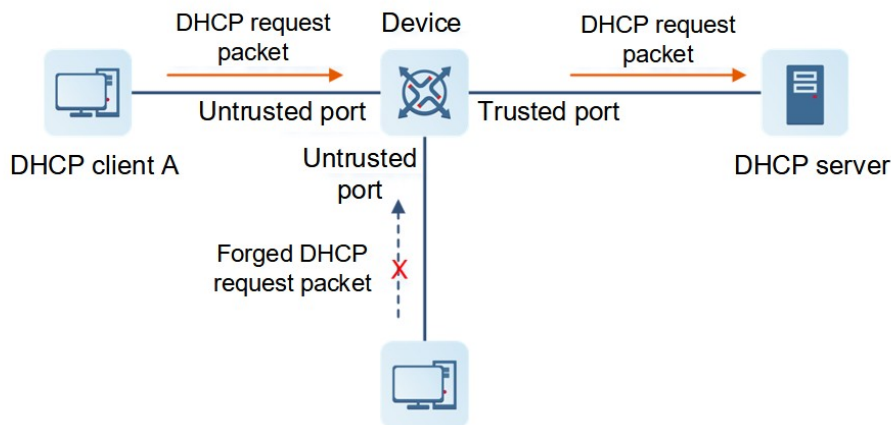 DHCP request
packet
Device
DHCP request
packet
Untrusted port
Trusted port
DHCP client A
Untrusted
port
DHCP server
Forged DHCP
request packet
X